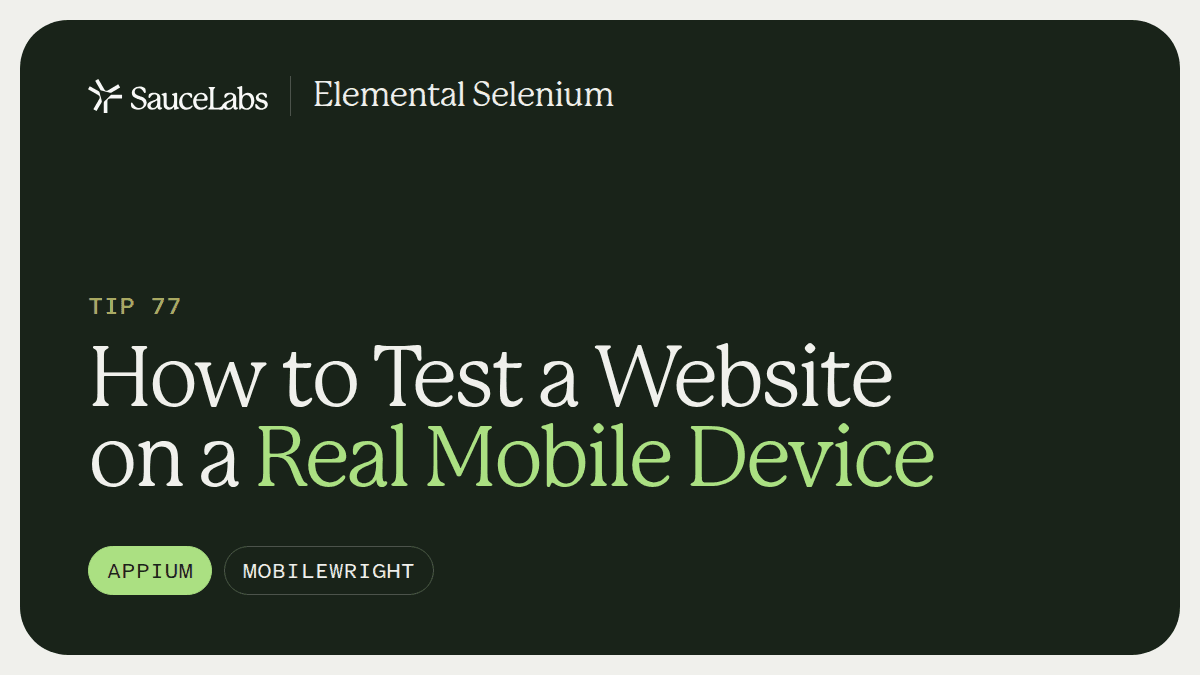 SauceLabs
Elemental Selenium
TIP 77
How to Test a Website
on a Real Mobile Device
APPIUM
MOBILEWRIGHT